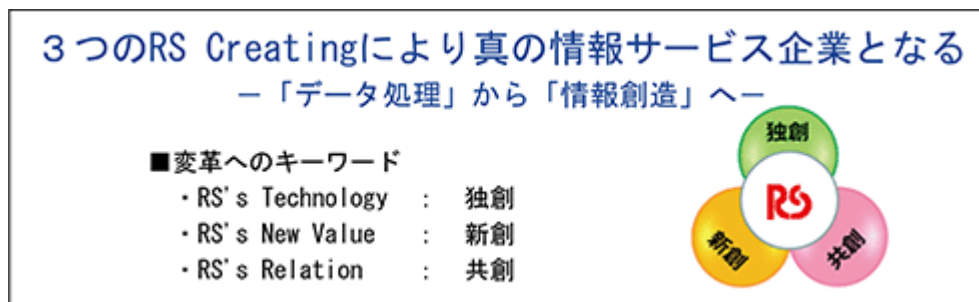 ３つのRS Creatingにより真の情報サービス企業となる
－「データ処理」から「情報創造」へ－
■変革へのキーワード
・RS's Technology : 独創
・RS's New Value : 新創
・RS's Relation : 共創
独創
RS
新創
共創